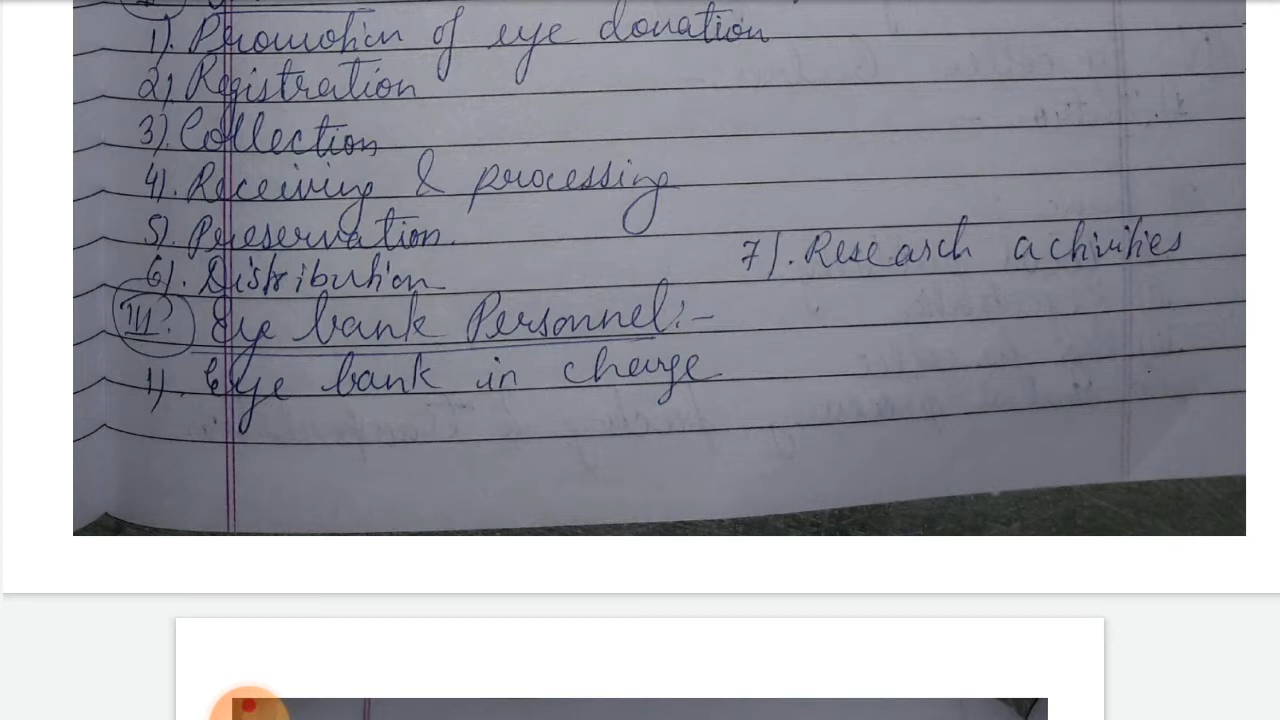 1). Promotion of eye donation
2). Registration
3). Collection
4). Receiving & processing
5). Preservation.
6). Distribution
7). Research activities
III. Eye bank Personnel:-
1). Eye bank in charge